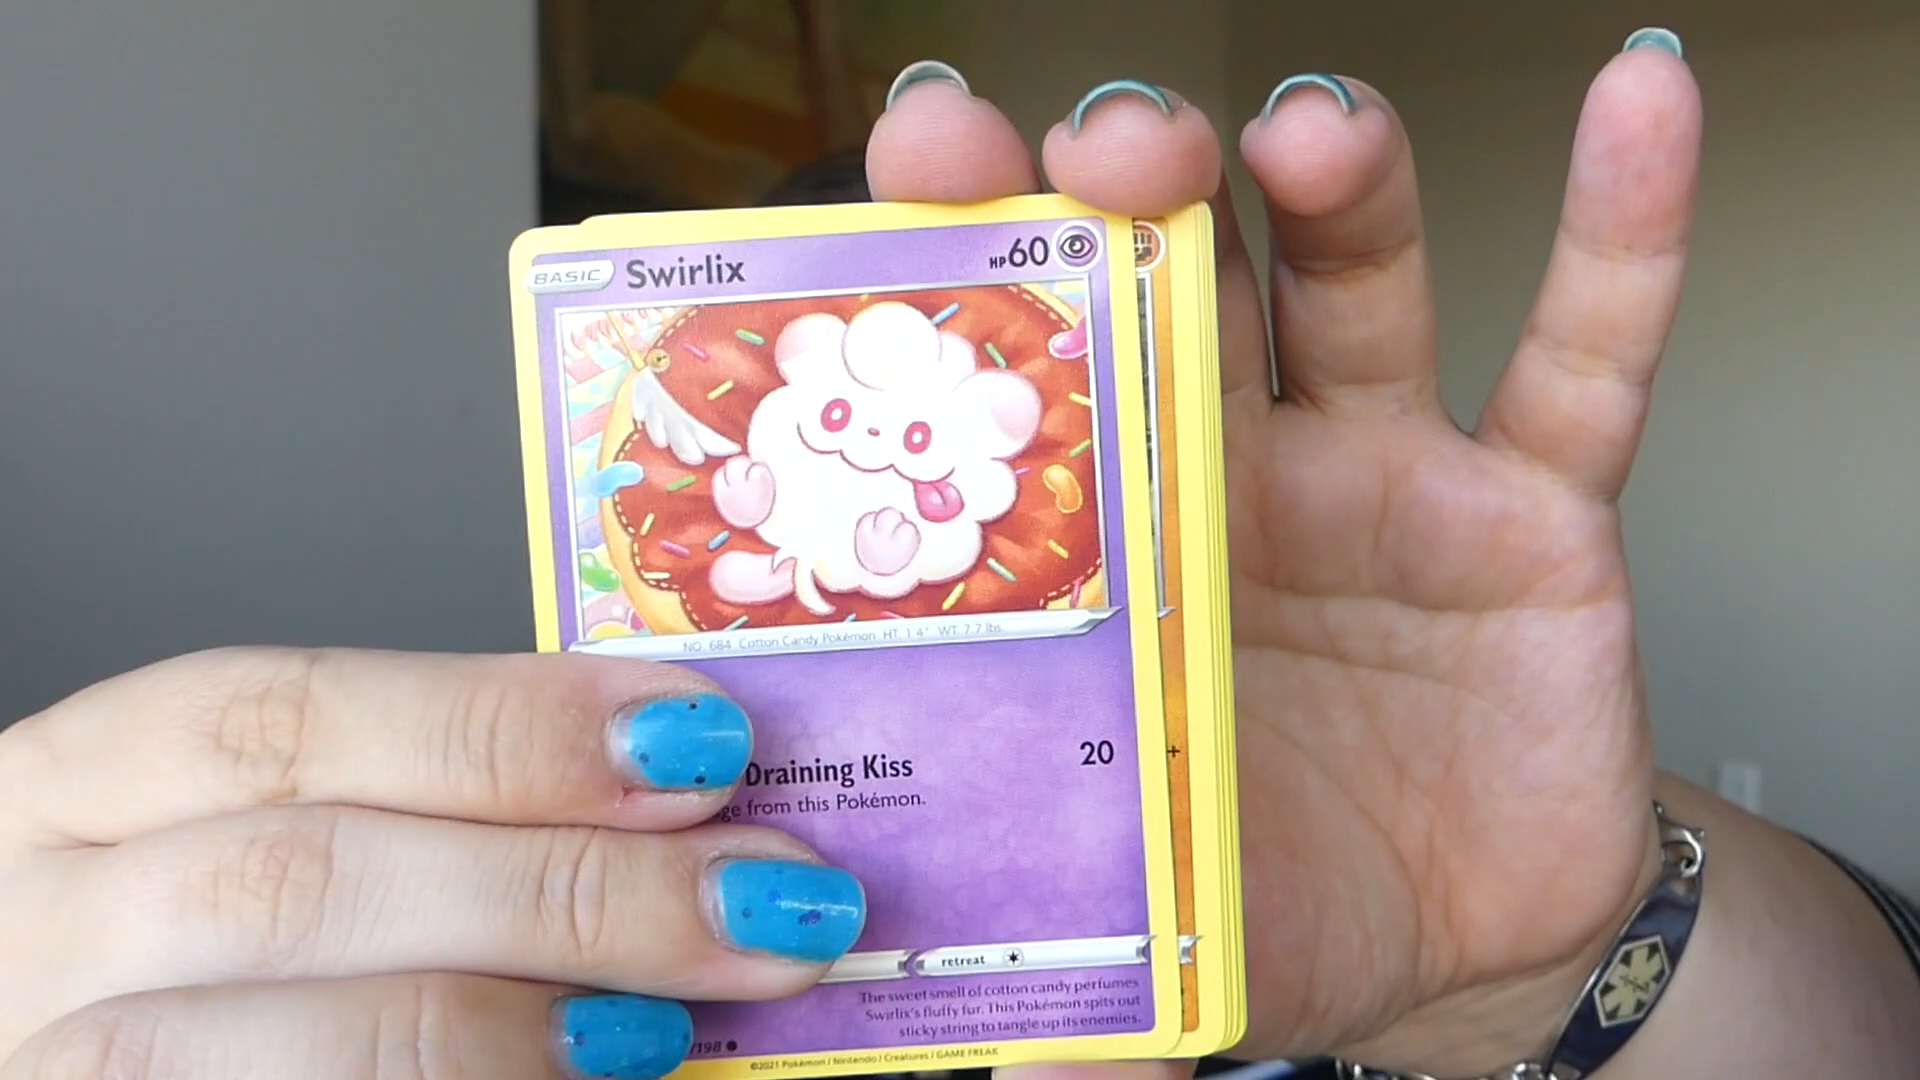 BASIC Swirlix HP 60
NO. 684 Cotton Candy Pokémon HT. 1'4" WT. 7.7 lbs.
Draining Kiss 20
from this Pokémon.
+
retreat
The sweet smell of cotton candy perfumes
Swirlix's fluffy fur. This Pokémon spits out
sticky string to tangle up its enemies.
/198
©2021 Pokémon / Nintendo / Creatures / GAME FREAK